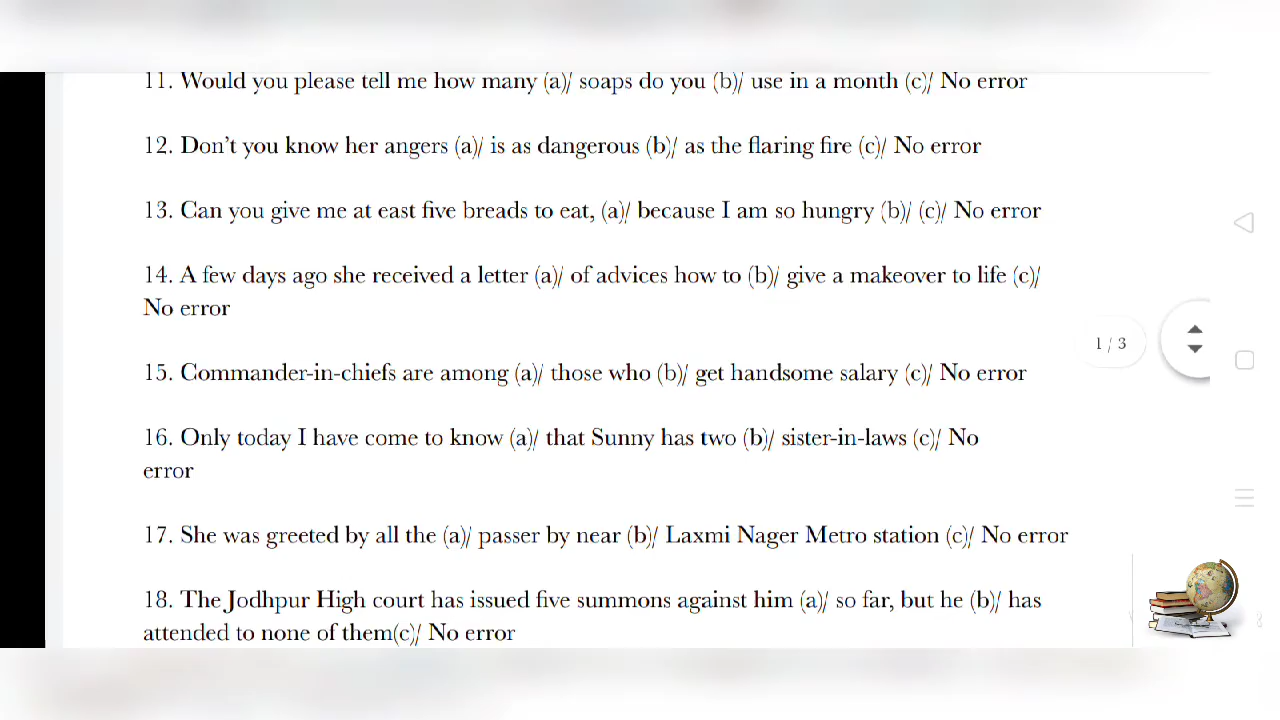 11. Would you please tell me how many (a)/ soaps do you (b)/ use in a month (c)/ No error
12. Don't you know her angers (a)/ is as dangerous (b)/ as the flaring fire (c)/ No error
13. Can you give me at east five breads to eat, (a)/ because I am so hungry (b)/ (c)/ No error
14. A few days ago she received a letter (a)/ of advices how to (b)/ give a makeover to life (c)/
No error
1 / 3
15. Commander-in-chiefs are among (a)/ those who (b)/ get handsome salary (c)/ No error
16. Only today I have come to know (a)/ that Sunny has two (b)/ sister-in-laws (c)/ No
error
17. She was greeted by all the (a)/ passer by near (b)/ Laxmi Nager Metro station (c)/ No error
18. The Jodhpur High court has issued five summons against him (a)/ so far, but he (b)/ has
attended to none of them(c)/ No error